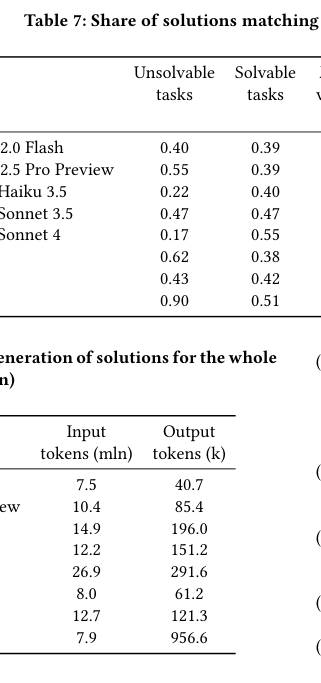 Table 7: Share of solutions matching
Unsolvable Solvable
tasks tasks
2.0 Flash 0.40 0.39
2.5 Pro Preview 0.55 0.39
Haiku 3.5 0.22 0.40
Sonnet 3.5 0.47 0.47
Sonnet 4 0.17 0.55
0.62 0.38
0.43 0.42
0.90 0.51
eneration of solutions for the whole
n)
Input Output
tokens (mln) tokens (k)
7.5 40.7
ew 10.4 85.4
14.9 196.0
12.2 151.2
26.9 291.6
8.0 61.2
12.7 121.3
7.9 956.6
(
(
(
(
(